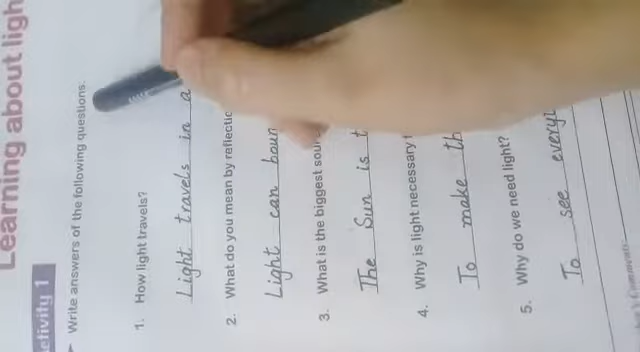 Learning about ligh
ctivity 1
Write answers of the following questions:
1. How light travels?
Light travels in a
2. What do you mean by reflectio
Light can boun
3. What is the biggest sour
The Sun is t
4. Why is light necessary
To make th
5. Why do we need light?
To see every